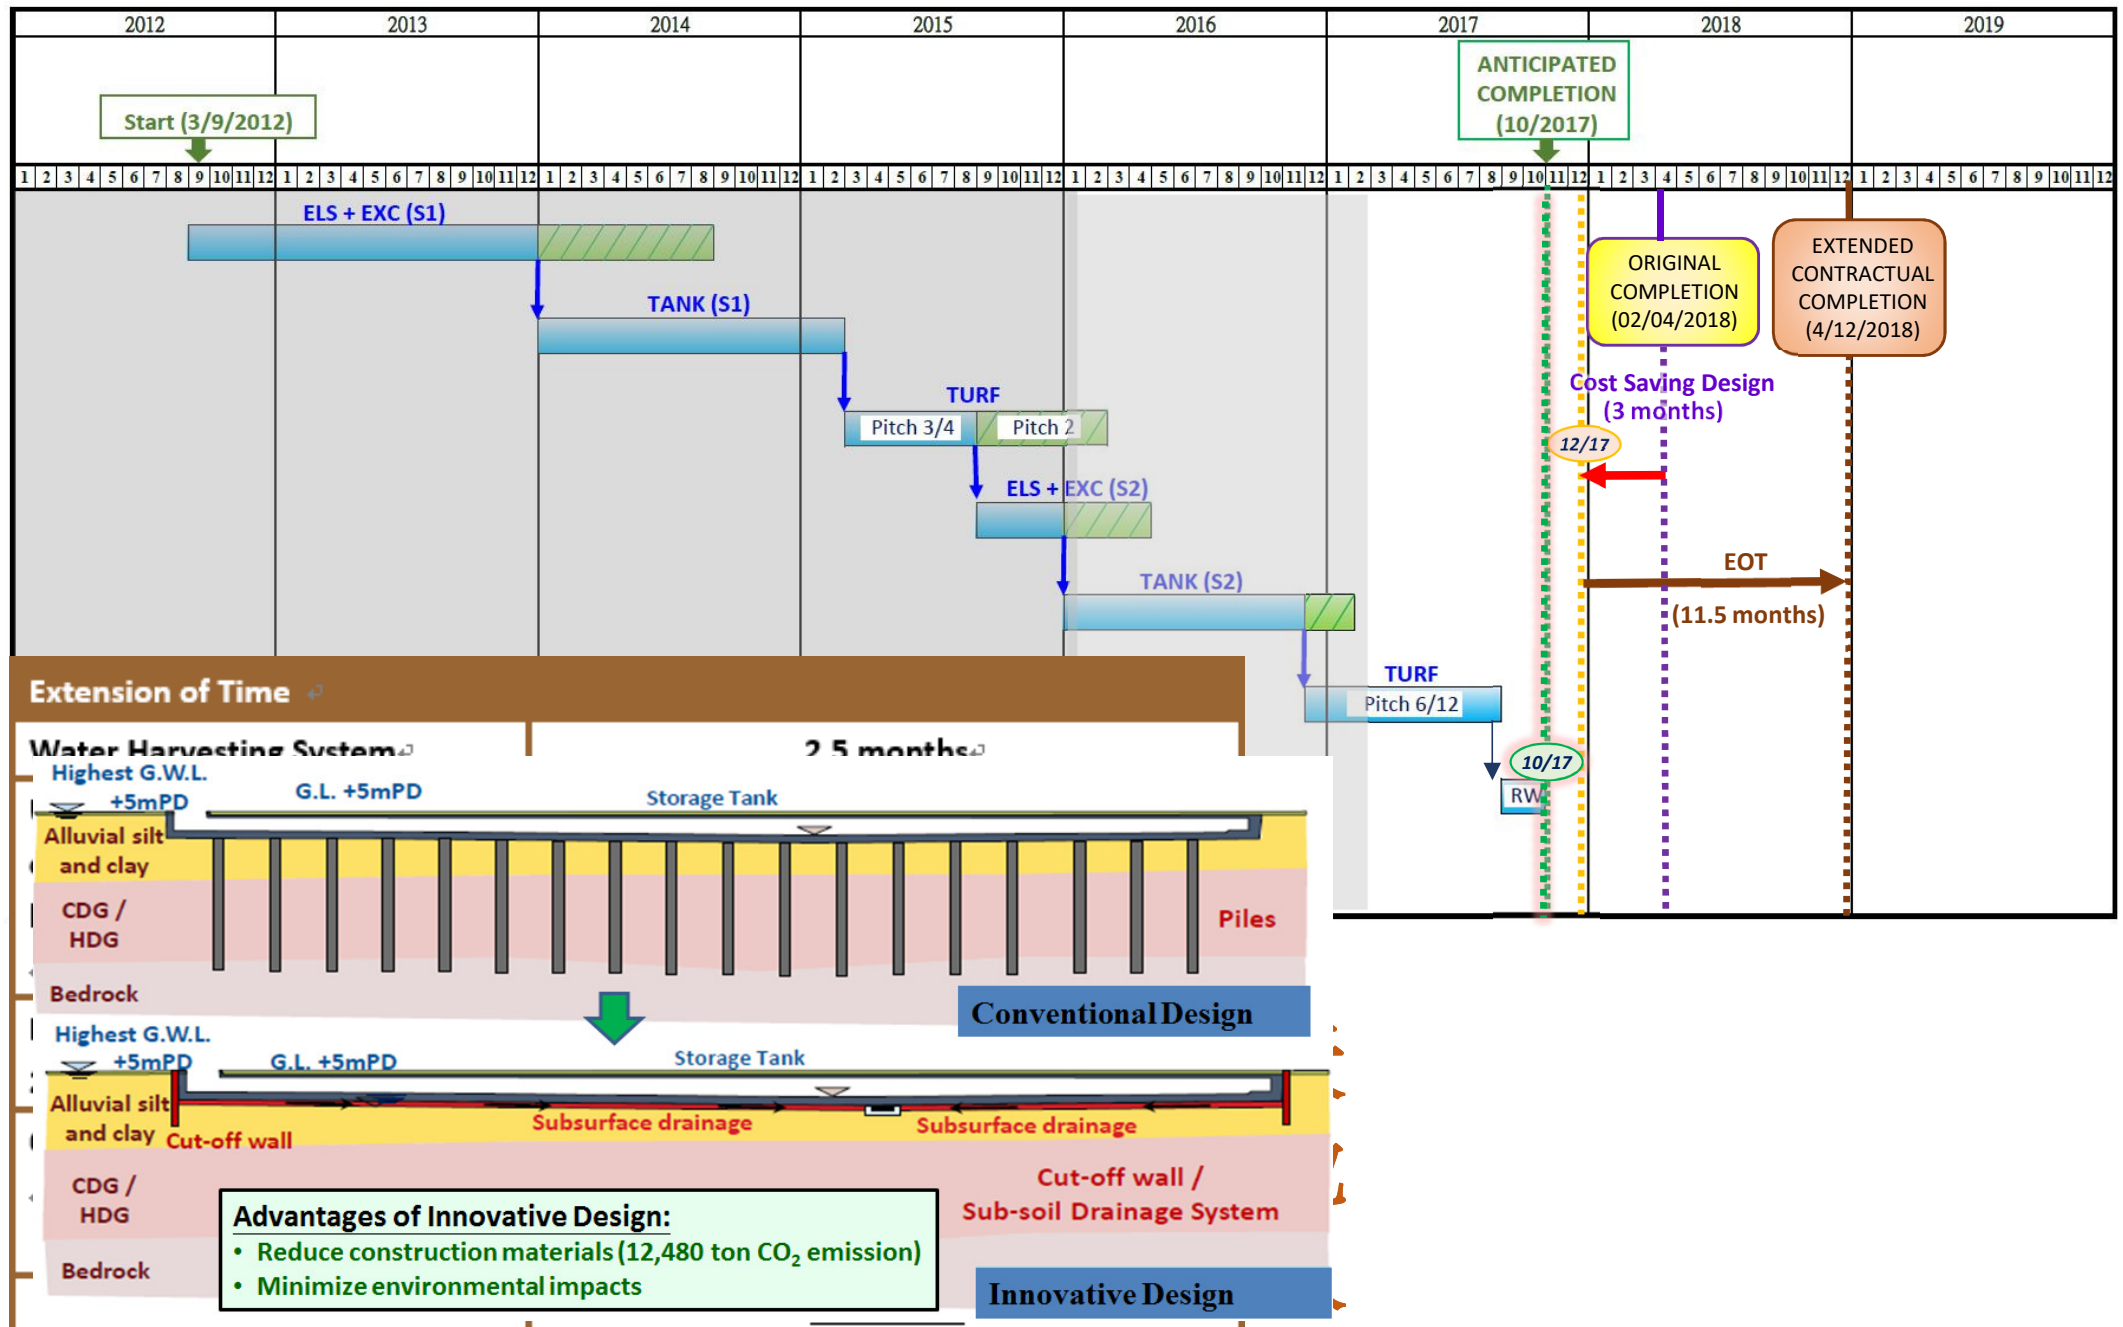 2012 2013 2014 2015 2016 2017 2018 2019
ANTICIPATED
COMPLETION
(10/2017)
Start (3/9/2012)
1 2 3 4 5 6 7 8 9 10 11 12 1 2 3 4 5 6 7 8 9 10 11 12 1 2 3 4 5 6 7 8 9 10 11 12 1 2 3 4 5 6 7 8 9 10 11 12 1 2 3 4 5 6 7 8 9 10 11 12 1 2 3 4 5 6 7 8 9 10 11 12 1 2 3 4 5 6 7 8 9 10 11 12 1 2 3 4 5 6 7 8 9 10 11 12
ELS + EXC (S1)
TANK (S1)
TURF
Pitch 3/4 Pitch 2
ELS + EXC (S2)
TANK (S2)
TURF
Pitch 6/12
10/17
RW
ORIGINAL
COMPLETION
(02/04/2018)
EXTENDED
CONTRACTUAL
COMPLETION
(4/12/2018)
Cost Saving Design
(3 months)
12/17
EOT
(11.5 months)
Extension of Time
Water Harvesting System 2.5 months
Highest G.W.L.
+5mPD
G.L. +5mPD
Storage Tank
Alluvial silt
and clay
CDG /
HDG
Piles
Bedrock
Conventional Design
Highest G.W.L.
+5mPD
G.L. +5mPD
Storage Tank
Alluvial silt
and clay
Cut-off wall
Subsurface drainage
Subsurface drainage
CDG /
HDG
Cut-off wall /
Sub-soil Drainage System
Advantages of Innovative Design:
• Reduce construction materials (12,480 ton CO₂ emission)
• Minimize environmental impacts
Bedrock
Innovative Design